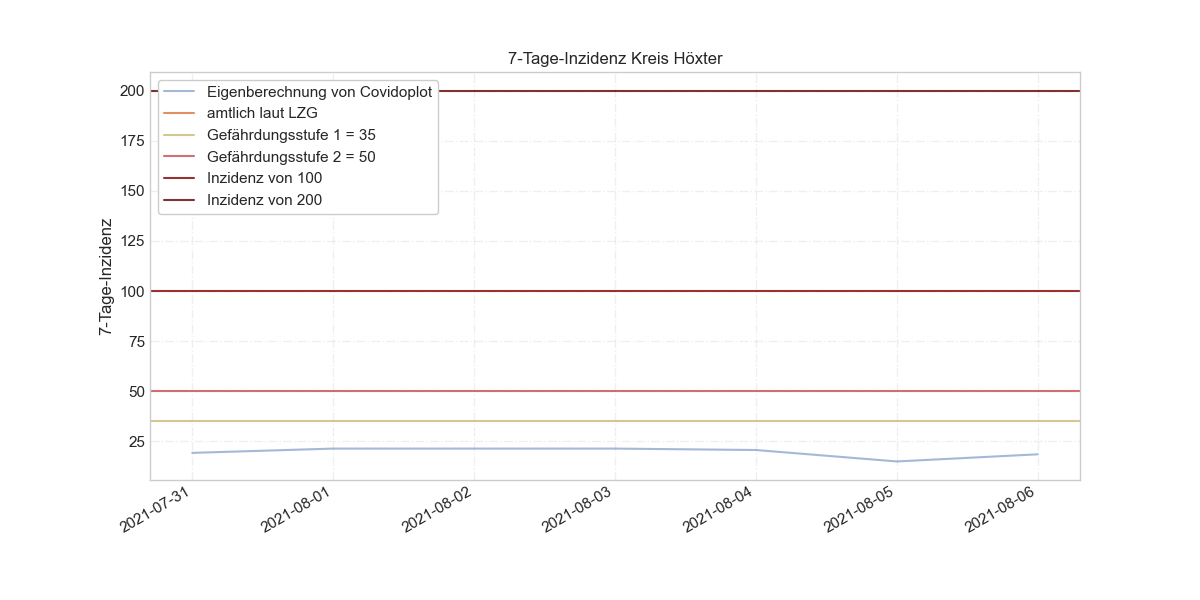 7-Tage-Inzidenz Kreis Höxter
Eigenberechnung von Covidoplot
amtlich laut LZG
Gefährdungsstufe 1 = 35
Gefährdungsstufe 2 = 50
Inzidenz von 100
Inzidenz von 200
7-Tage-Inzidenz
200
175
150
125
100
75
50
25
2021-07-31
2021-08-01
2021-08-02
2021-08-03
2021-08-04
2021-08-05
2021-08-06